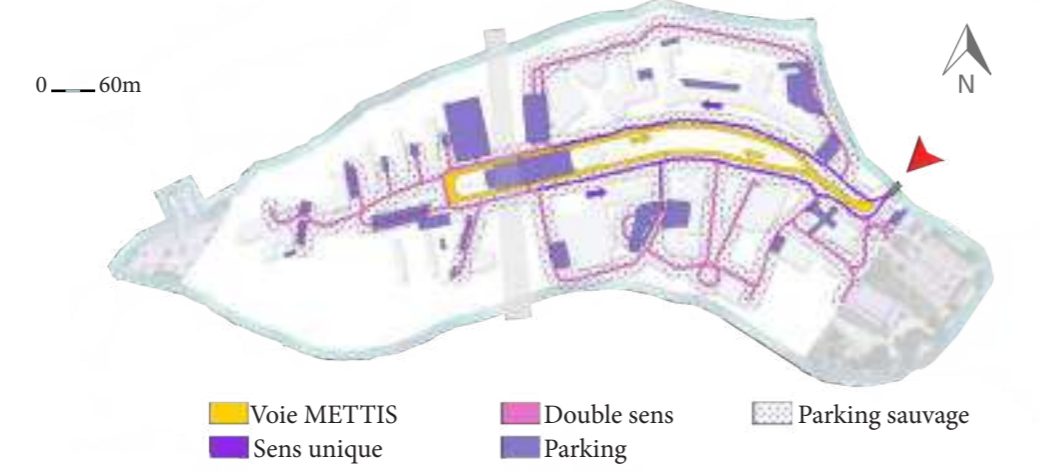 0 60m
N
Voie METTIS
Double sens
Parking sauvage
Sens unique
Parking